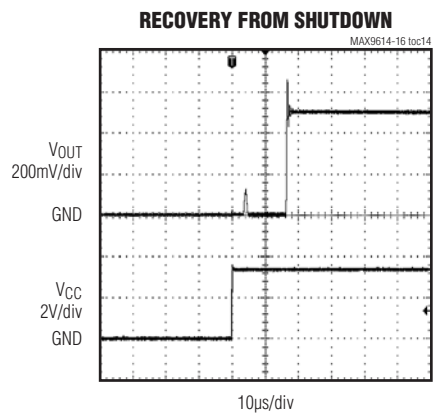 RECOVERY FROM SHUTDOWN
MAX9614-16 toc14
T
VOUT
200mV/div
GND
VCC
2V/div
GND
10µs/div